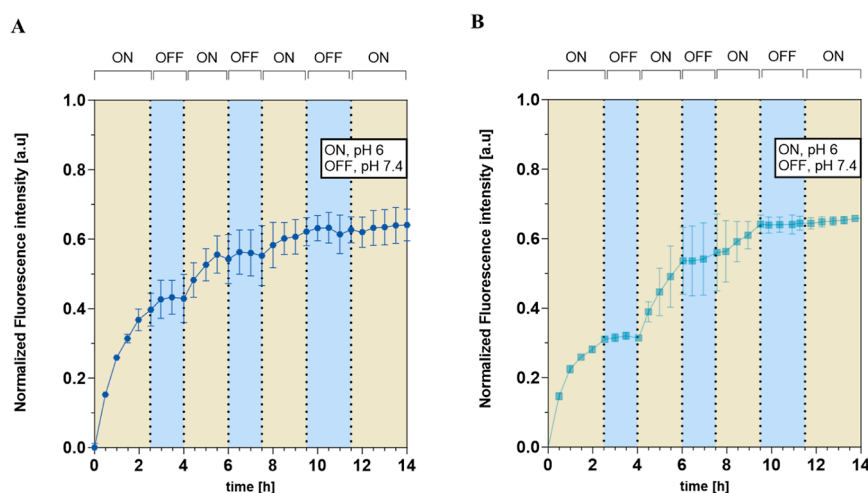 A
ON OFF ON OFF ON OFF ON
Normalized Fluorescence intensity [a.u]
1.0
0.8
0.6
0.4
0.2
0.0
ON, pH 6
OFF, pH 7.4
0 2 4 6 8 10 12 14
time [h]
B
ON OFF ON OFF ON OFF ON
Normalized Fluorescence intensity [a.u]
1.0
0.8
0.6
0.4
0.2
0.0
ON, pH 6
OFF, pH 7.4
0 2 4 6 8 10 12 14
time [h]